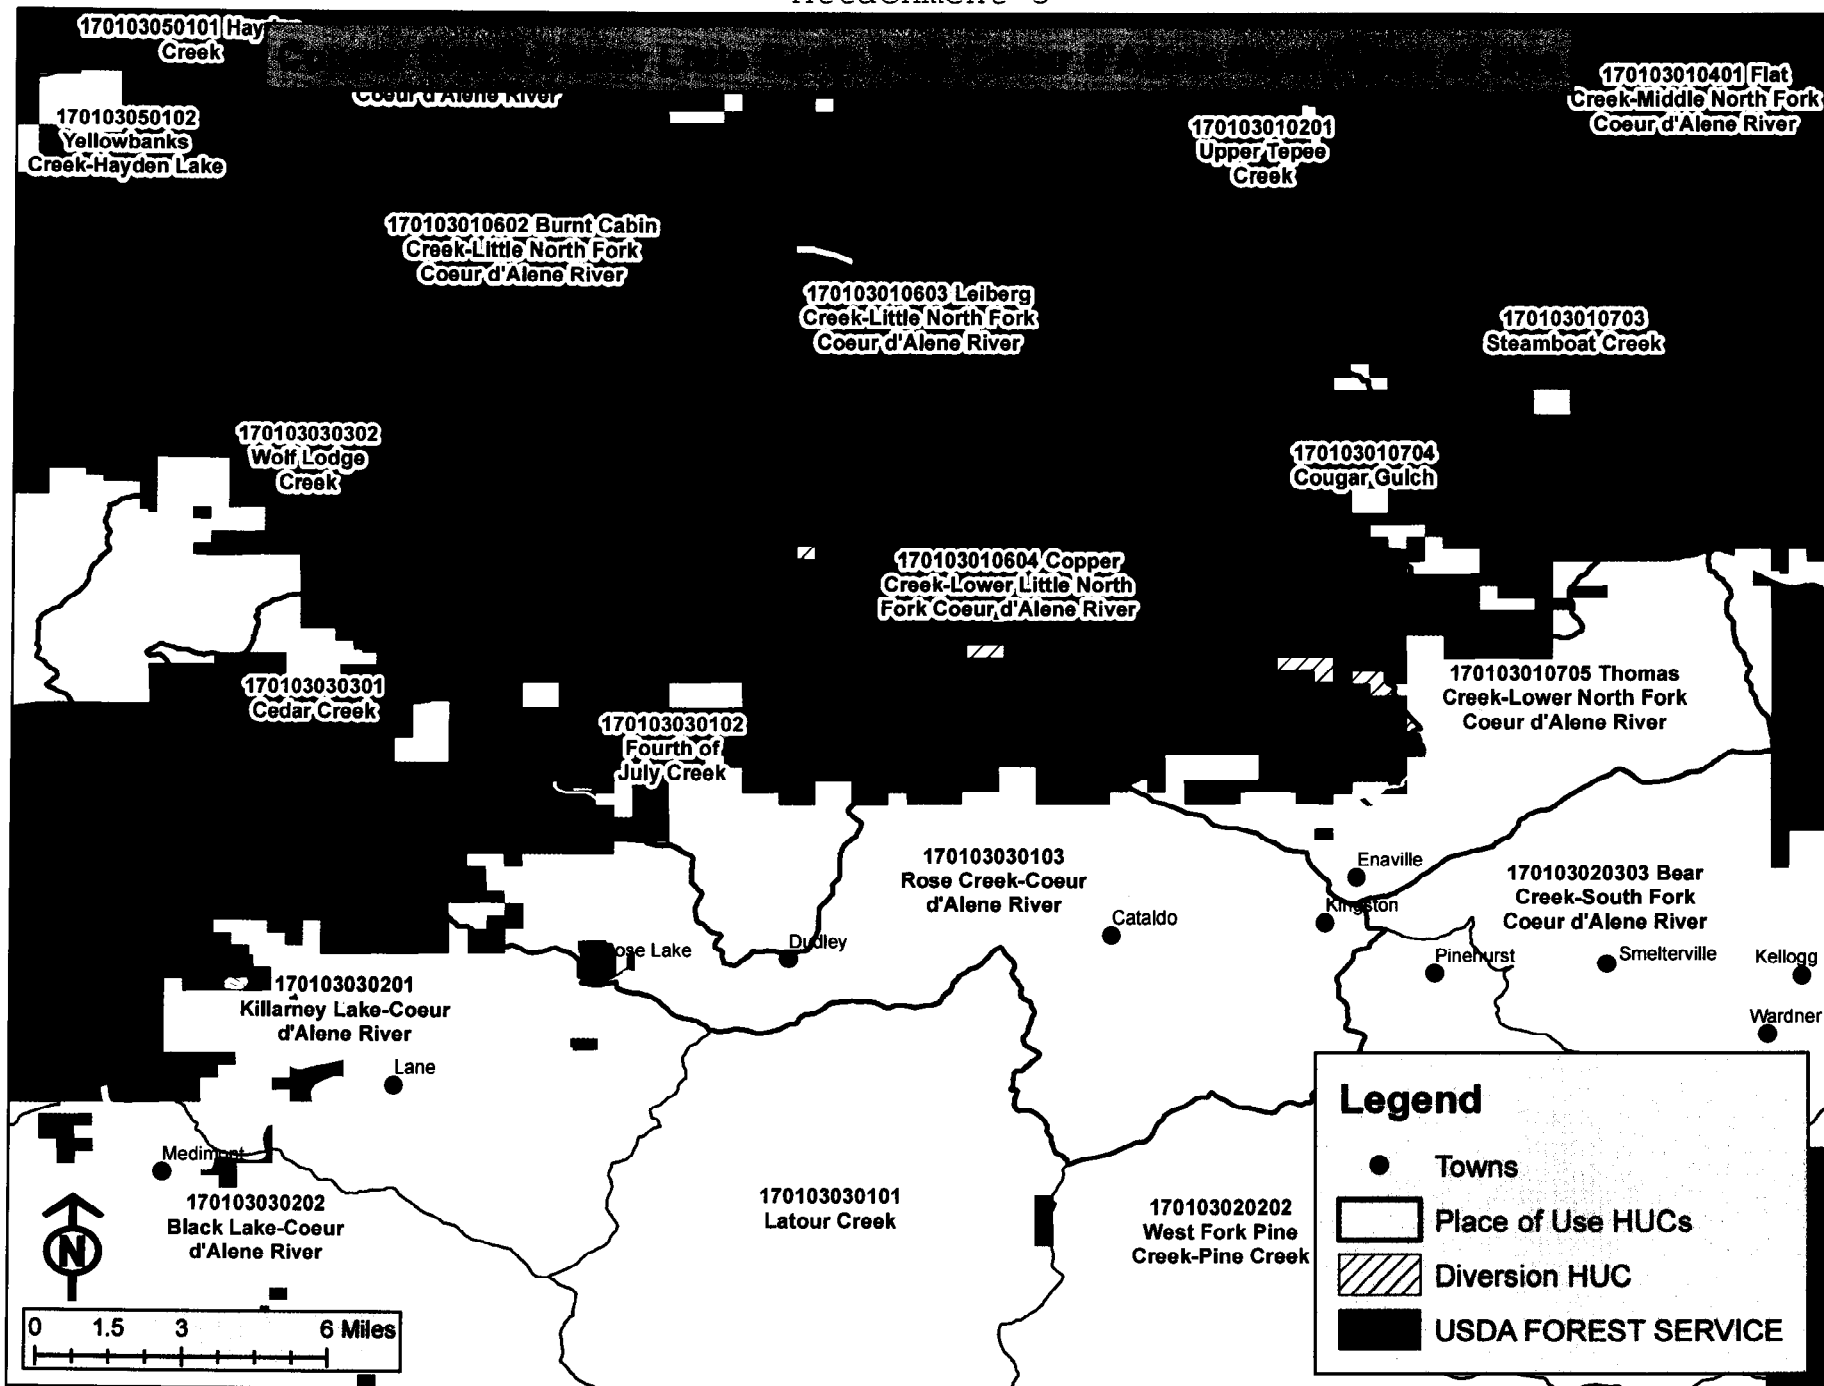 170103050101 Hay
Creek
170103010401 Flat
Creek-Middle North Fork
Coeur d'Alene River
Coeur d'Alene River
170103050102
Yellowbanks
Creek-Hayden Lake
170103010201
Upper Tepee
Creek
170103010602 Burnt Cabin
Creek-Little North Fork
Coeur d'Alene River
170103010603 Leiberg
Creek-Little North Fork
Coeur d'Alene River
170103010703
Steamboat Creek
170103030302
Wolf Lodge
Creek
170103010704
Cougar Gulch
170103010604 Copper
Creek-Lower Little North
Fork Coeur d'Alene River
170103030301
Cedar Creek
170103010705 Thomas
Creek-Lower North Fork
Coeur d'Alene River
170103030102
Fourth of
July Creek
170103030103
Rose Creek-Coeur
d'Alene River
Enaville
170103020303 Bear
Creek-South Fork
Coeur d'Alene River
Kingston
Cataldo
Dudley
ose Lake
Pinehurst
Smelterville
Kellogg
Wardner
170103030201
Killarney Lake-Coeur
d'Alene River
Lane
Medimont
170103030202
Black Lake-Coeur
d'Alene River
170103030101
Latour Creek
170103020202
West Fork Pine
Creek-Pine Creek
N
0 1.5 3 6 Miles
Legend
Towns
Place of Use HUCs
Diversion HUC
USDA FOREST SERVICE